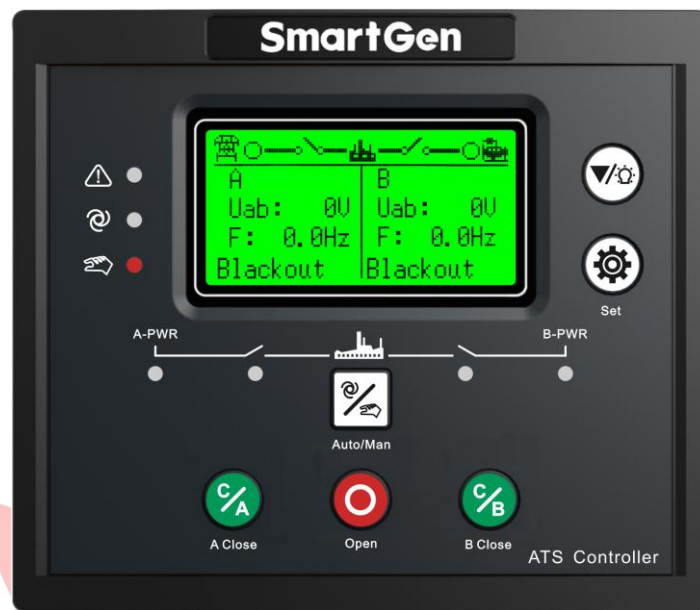 SmartGen
A B
Uab: 0V Uab: 0V
F: 0.0Hz F: 0.0Hz
Blackout Blackout
Set
A-PWR B-PWR
Auto/Man
C/A C/B
A Close Open B Close
ATS Controller